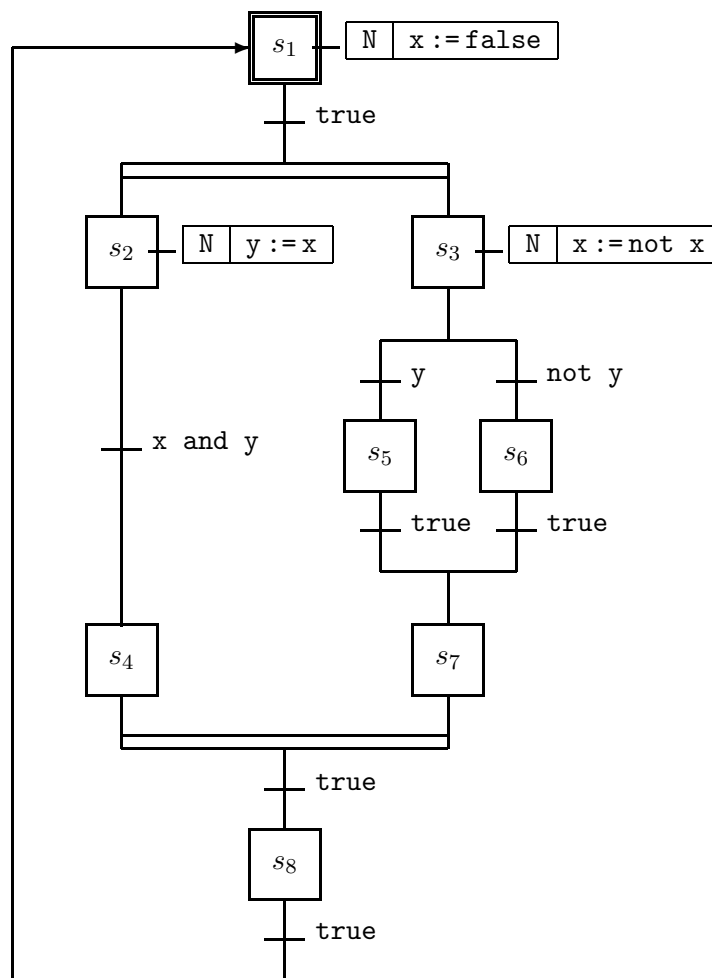 s1 N x := false
true
s2 N y := x s3 N x := not x
y not y
x and y s5 s6
true true
s4 s7
true
s8
true